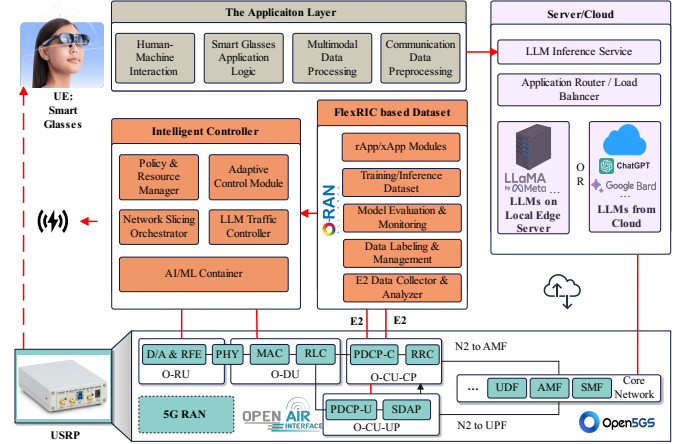 The Applicaiton Layer
Human-
Machine
Interaction
Smart Glasses
Application
Logic
Multimodal
Data
Processing
Communication
Data
Preprocessing
Server/Cloud
LLM Inference Service
Application Router / Load
Balancer
LLaMA
by Meta ...
LLMs on
Local Edge
Server
O
R
ChatGPT
Google Bard
...
LLMs from
Cloud
UE:
Smart
Glasses
Intelligent Controller
Policy &
Resource
Manager
Adaptive
Control Module
Network Slicing
Orchestrator
LLM Traffic
Controller
AI/ML Container
FlexRIC based Dataset
O-RAN
rApp/xApp Modules
Training/Inference
Dataset
Model Evaluation &
Monitoring
Data Labeling &
Management
E2 Data Collector &
Analyzer
E2
E2
D/A & RFE
PHY
MAC
RLC
PDCP-C
RRC
N2 to AMF
O-RU
O-DU
O-CU-CP
... UDF
AMF
SMF
Core
Network
5G RAN
OPEN AIR
INTERFACE
PDCP-U
SDAP
O-CU-UP
N2 to UPF
Open5GS
USRP